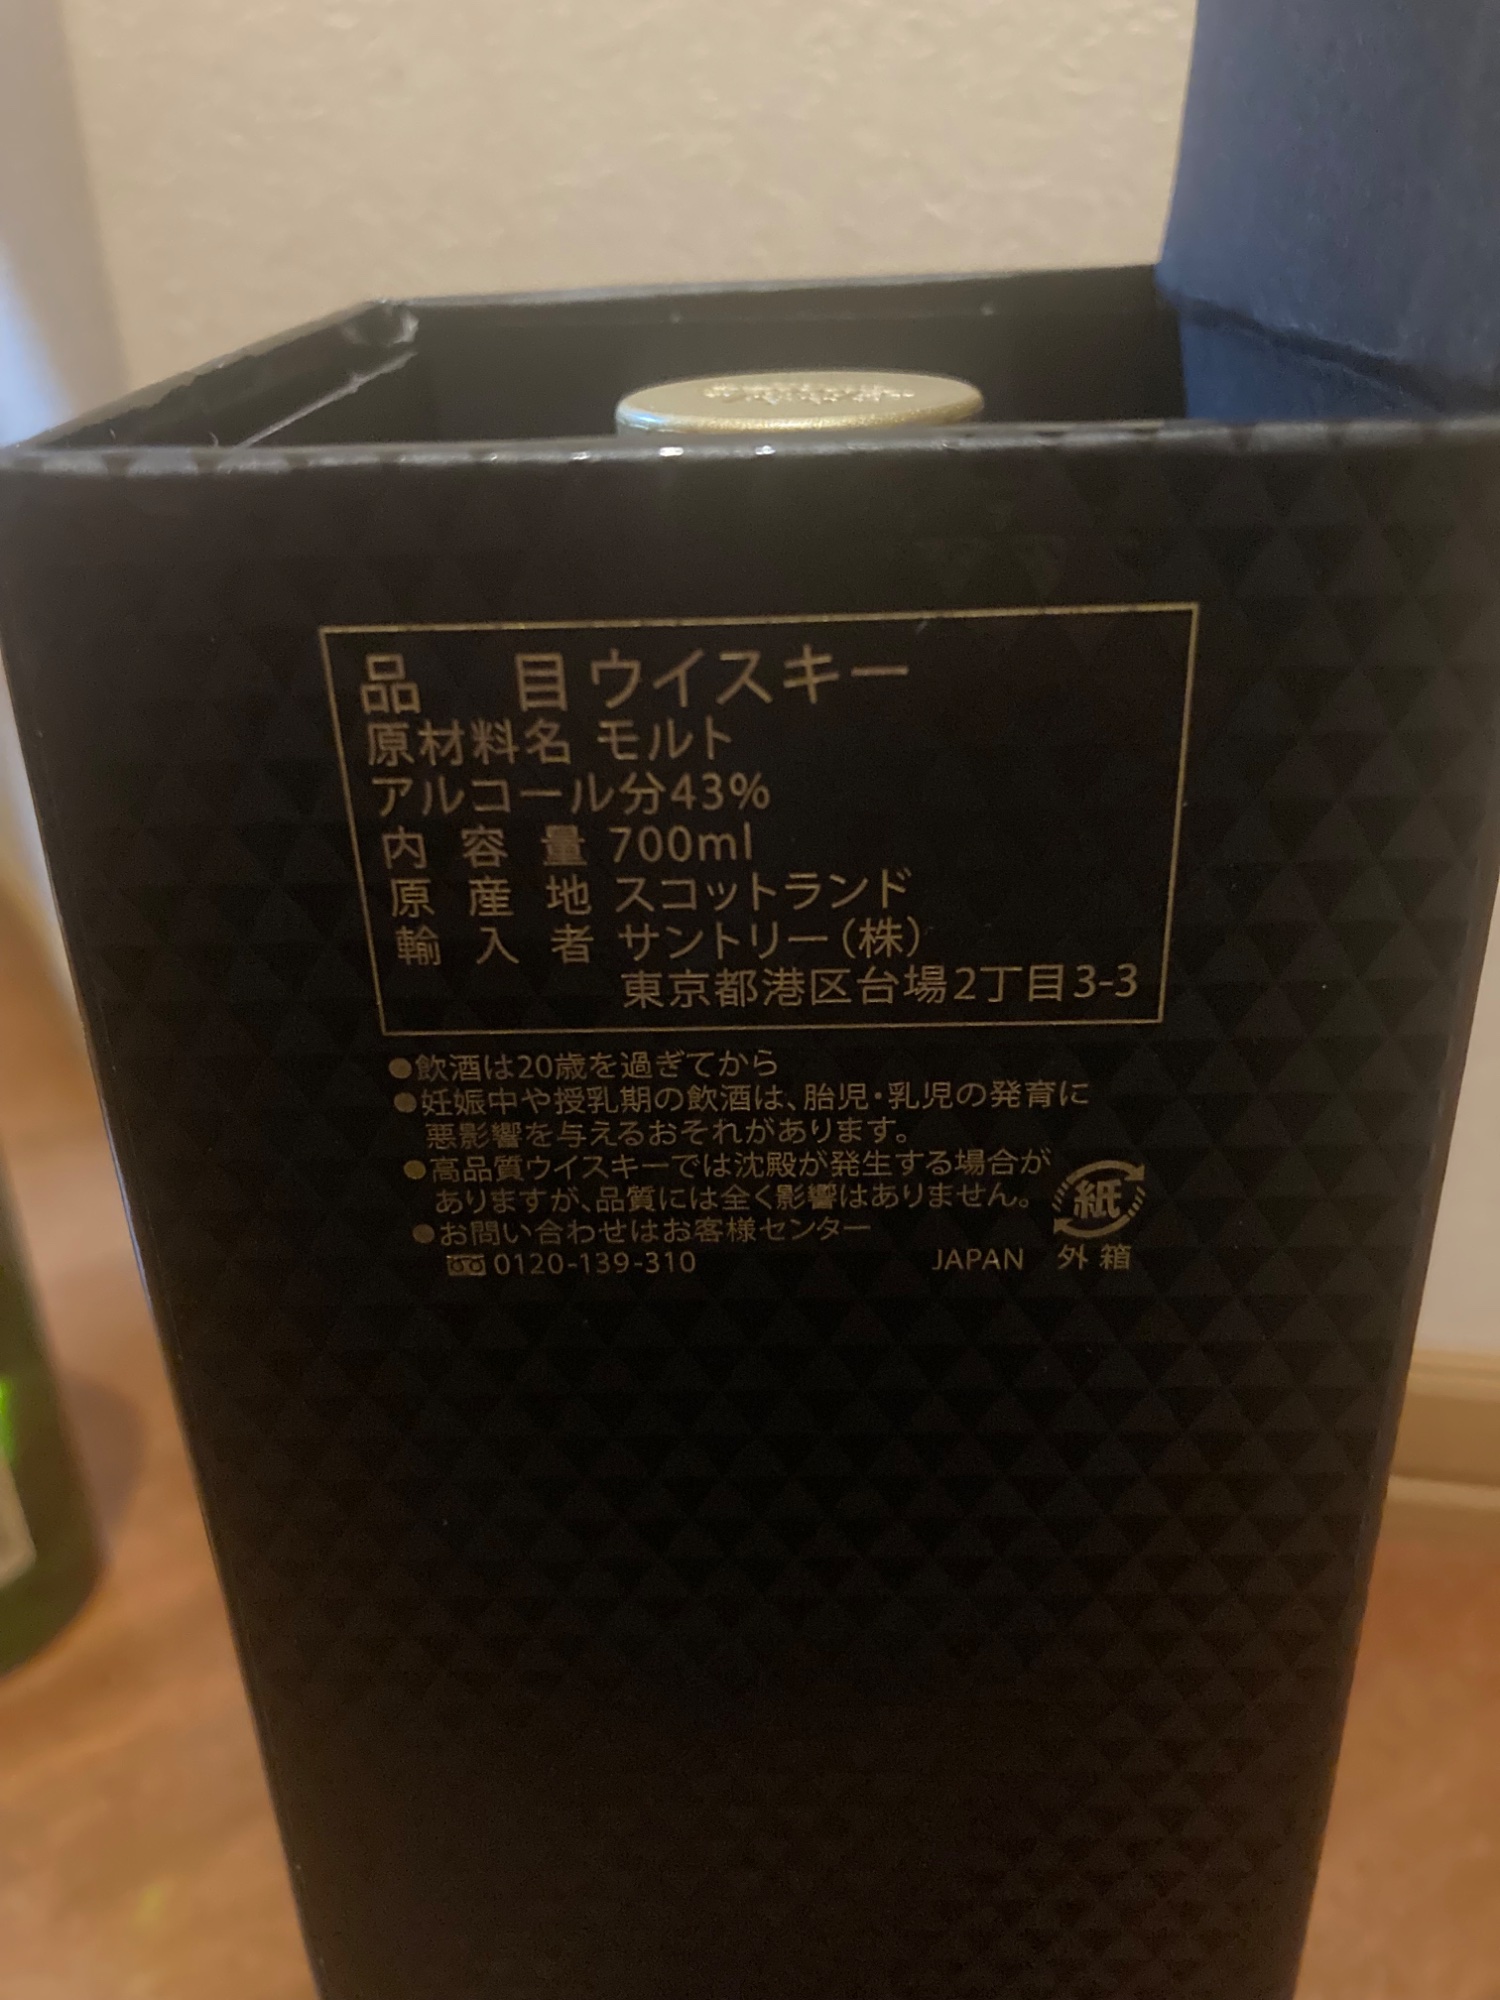 品目ウイスキー
原材料名 モルト
アルコール分43%
内容量 700ml
原産地 スコットランド
輸入者 サントリー(株)
東京都港区台場2丁目3-3
●飲酒は20歳を過ぎてから
●妊娠中や授乳期の飲酒は、胎児・乳児の発育に
悪影響を与えるおそれがあります。
●高品質ウイスキーでは沈殿が発生する場合が
ありますが、品質には全く影響はありません。
●お問い合わせはお客様センター
0120-139-310
JAPAN
紙
外箱